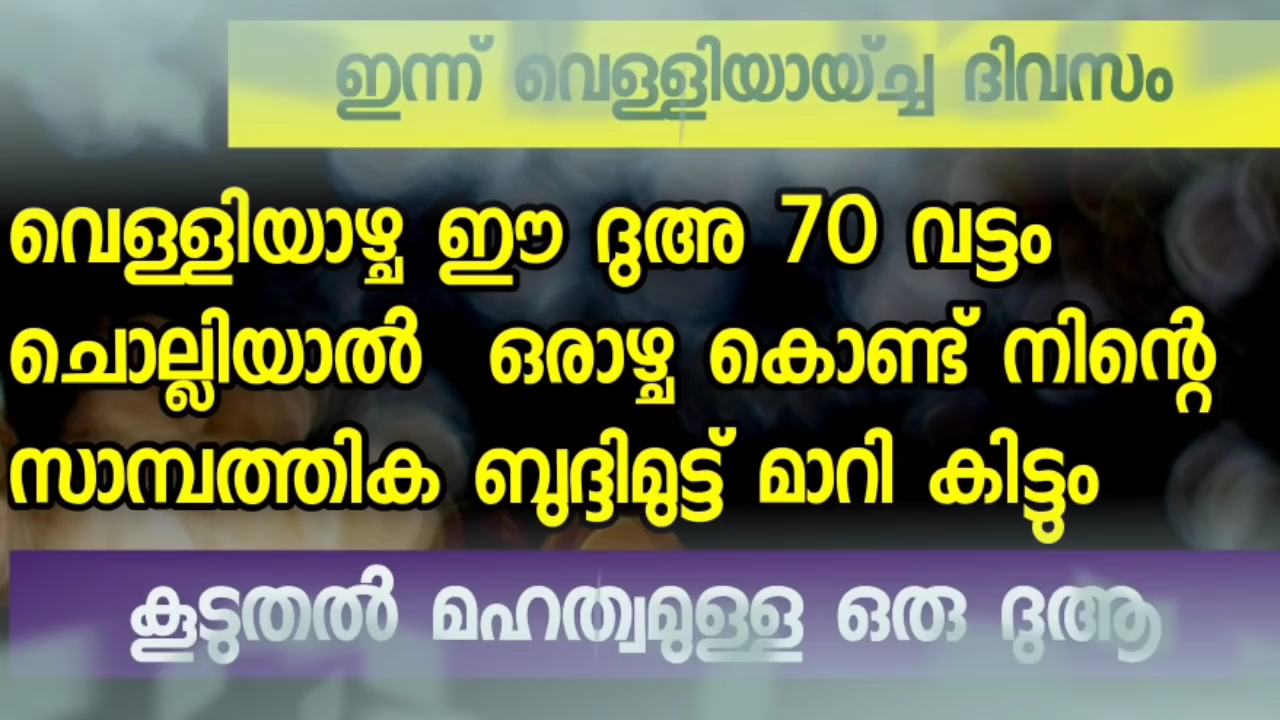 ഇന്ന് വെള്ളിയായ്ച്ച ദിവസം
വെള്ളിയാഴ്ച ഈ ദുഅ 70 വട്ടം
ചൊല്ലിയാൽ ഒരാഴ്ച കൊണ്ട് നിന്റെ
സാമ്പത്തിക ബുദ്ദിമുട്ട് മാറി കിട്ടും
കൂടുതൽ മഹത്വമുള്ള ഒരു ദുആ